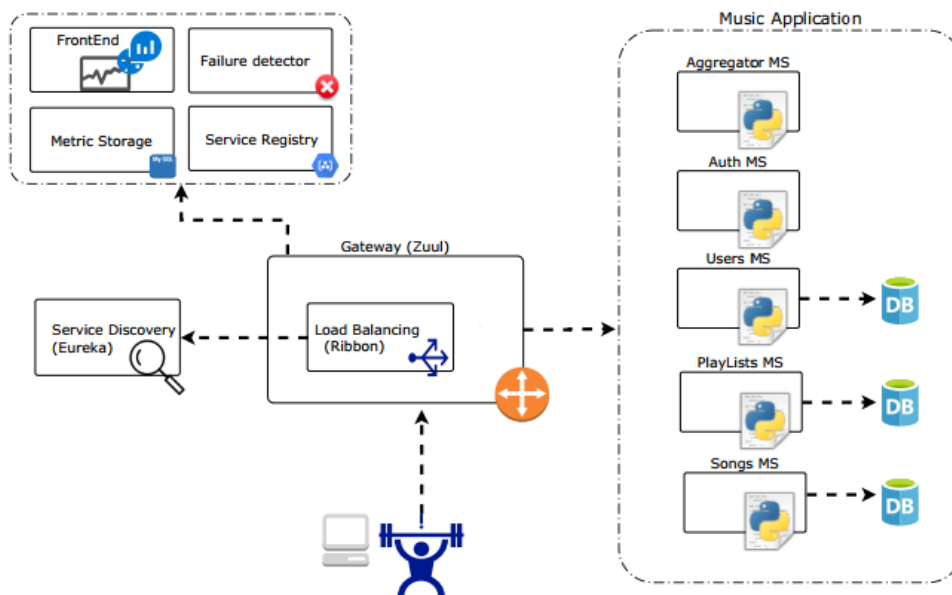 Music Application
FrontEnd
Failure detector
Metric Storage
My SQL
Service Registry
Gateway (Zuul)
Load Balancing
(Ribbon)
Service Discovery
(Eureka)
Aggregator MS
Auth MS
Users MS
DB
PlayLists MS
DB
Songs MS
DB